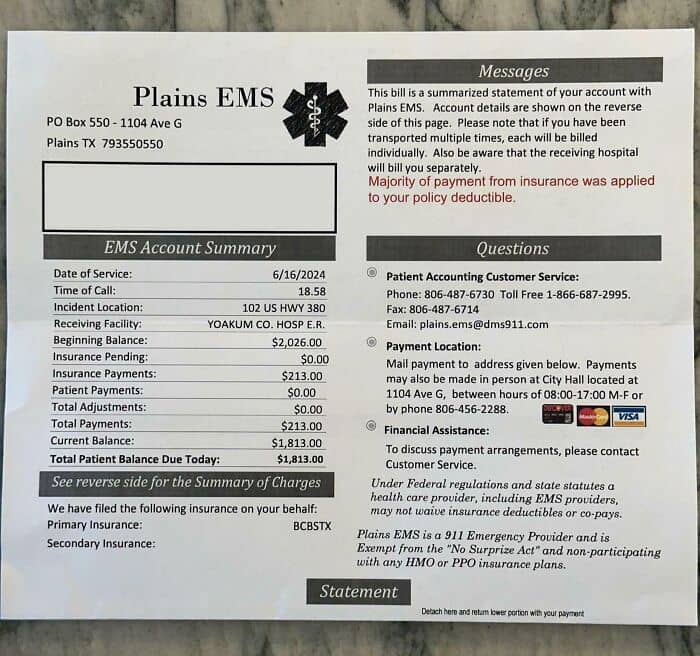 Plains EMS
PO Box 550 - 1104 Ave G
Plains TX 793550550
Messages
This bill is a summarized statement of your account with
Plains EMS. Account details are shown on the reverse
side of this page. Please note that if you have been
transported multiple times, each will be billed
individually. Also be aware that the receiving hospital
will bill you separately.
Majority of payment from insurance was applied
to your policy deductible.
EMS Account Summary
Date of Service: 6/16/2024
Time of Call: 18.58
Incident Location: 102 US HWY 380
Receiving Facility: YOAKUM CO. HOSP E.R.
Beginning Balance: $2,026.00
Insurance Pending: $0.00
Insurance Payments: $213.00
Patient Payments: $0.00
Total Adjustments: $0.00
Total Payments: $213.00
Current Balance: $1,813.00
Total Patient Balance Due Today: $1,813.00
See reverse side for the Summary of Charges
We have filed the following insurance on your behalf:
Primary Insurance: BCBSTX
Secondary Insurance:
Questions
Patient Accounting Customer Service:
Phone: 806-487-6730 Toll Free 1-866-687-2995.
Fax: 806-487-6714
Email: plains.ems@dms911.com
Payment Location:
Mail payment to address given below. Payments
may also be made in person at City Hall located at
1104 Ave G, between hours of 08:00-17:00 M-F or
by phone 806-456-2288.
DISCOVER MasterCard VISA
Financial Assistance:
To discuss payment arrangements, please contact
Customer Service.
Under Federal regulations and state statutes a
health care provider, including EMS providers,
may not waive insurance deductibles or co-pays.
Plains EMS is a 911 Emergency Provider and is
Exempt from the "No Surprize Act" and non-participating
with any HMO or PPO insurance plans.
Statement
Detach here and return lower portion with your payment